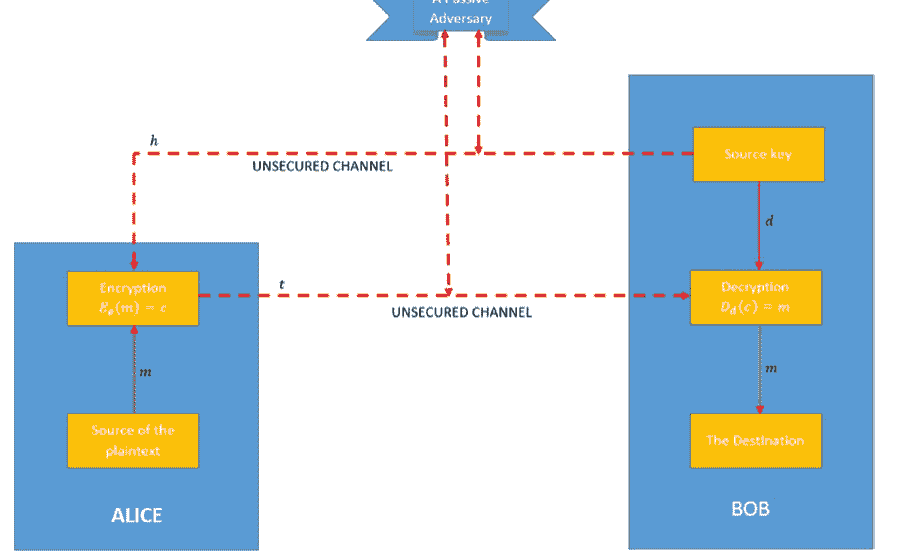 A Passive
Adversary
h
UNSECURED CHANNEL
Source key
d
Encryption
ℰₑ(m) = c
t
UNSECURED CHANNEL
Decryption
D_d(c) = m
m
m
Source of the
plaintext
The Destination
ALICE
BOB